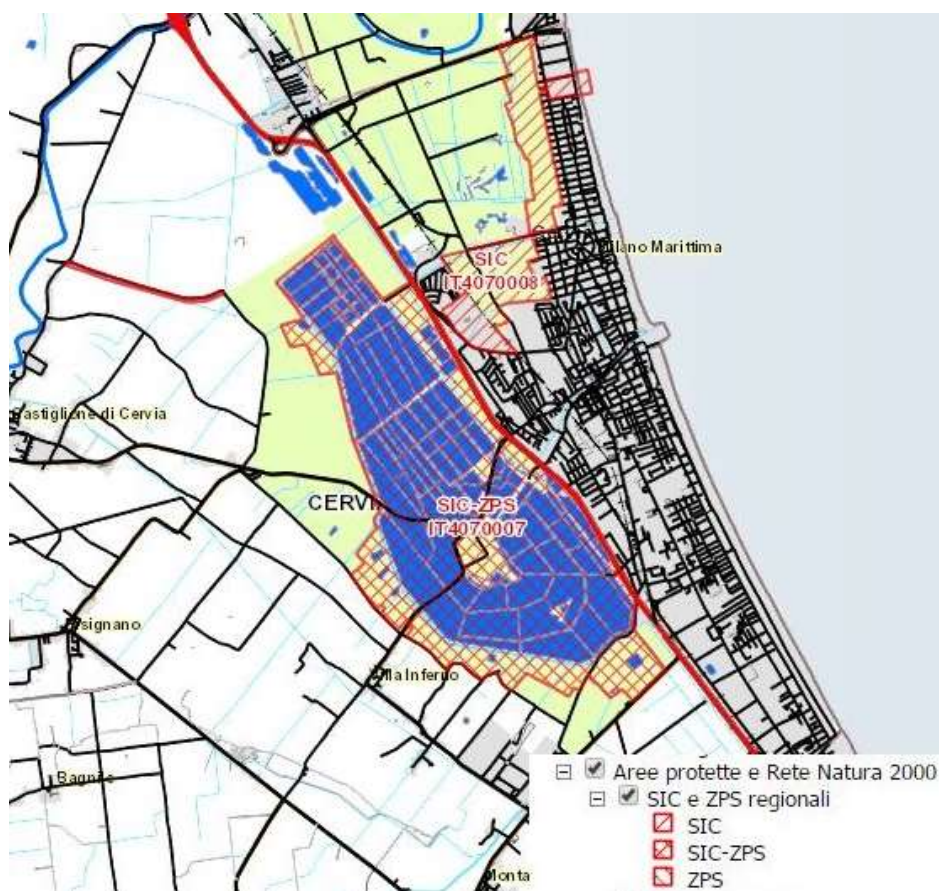 SIC
IT4070008
Milano Marittima
Castiglione di Cervia
CERVIA
SIC-ZPS
IT4070007
Pisignano
Villa Inferno
Bagnile
Monta
Aree protette e Rete Natura 2000
SIC e ZPS regionali
SIC
SIC-ZPS
ZPS